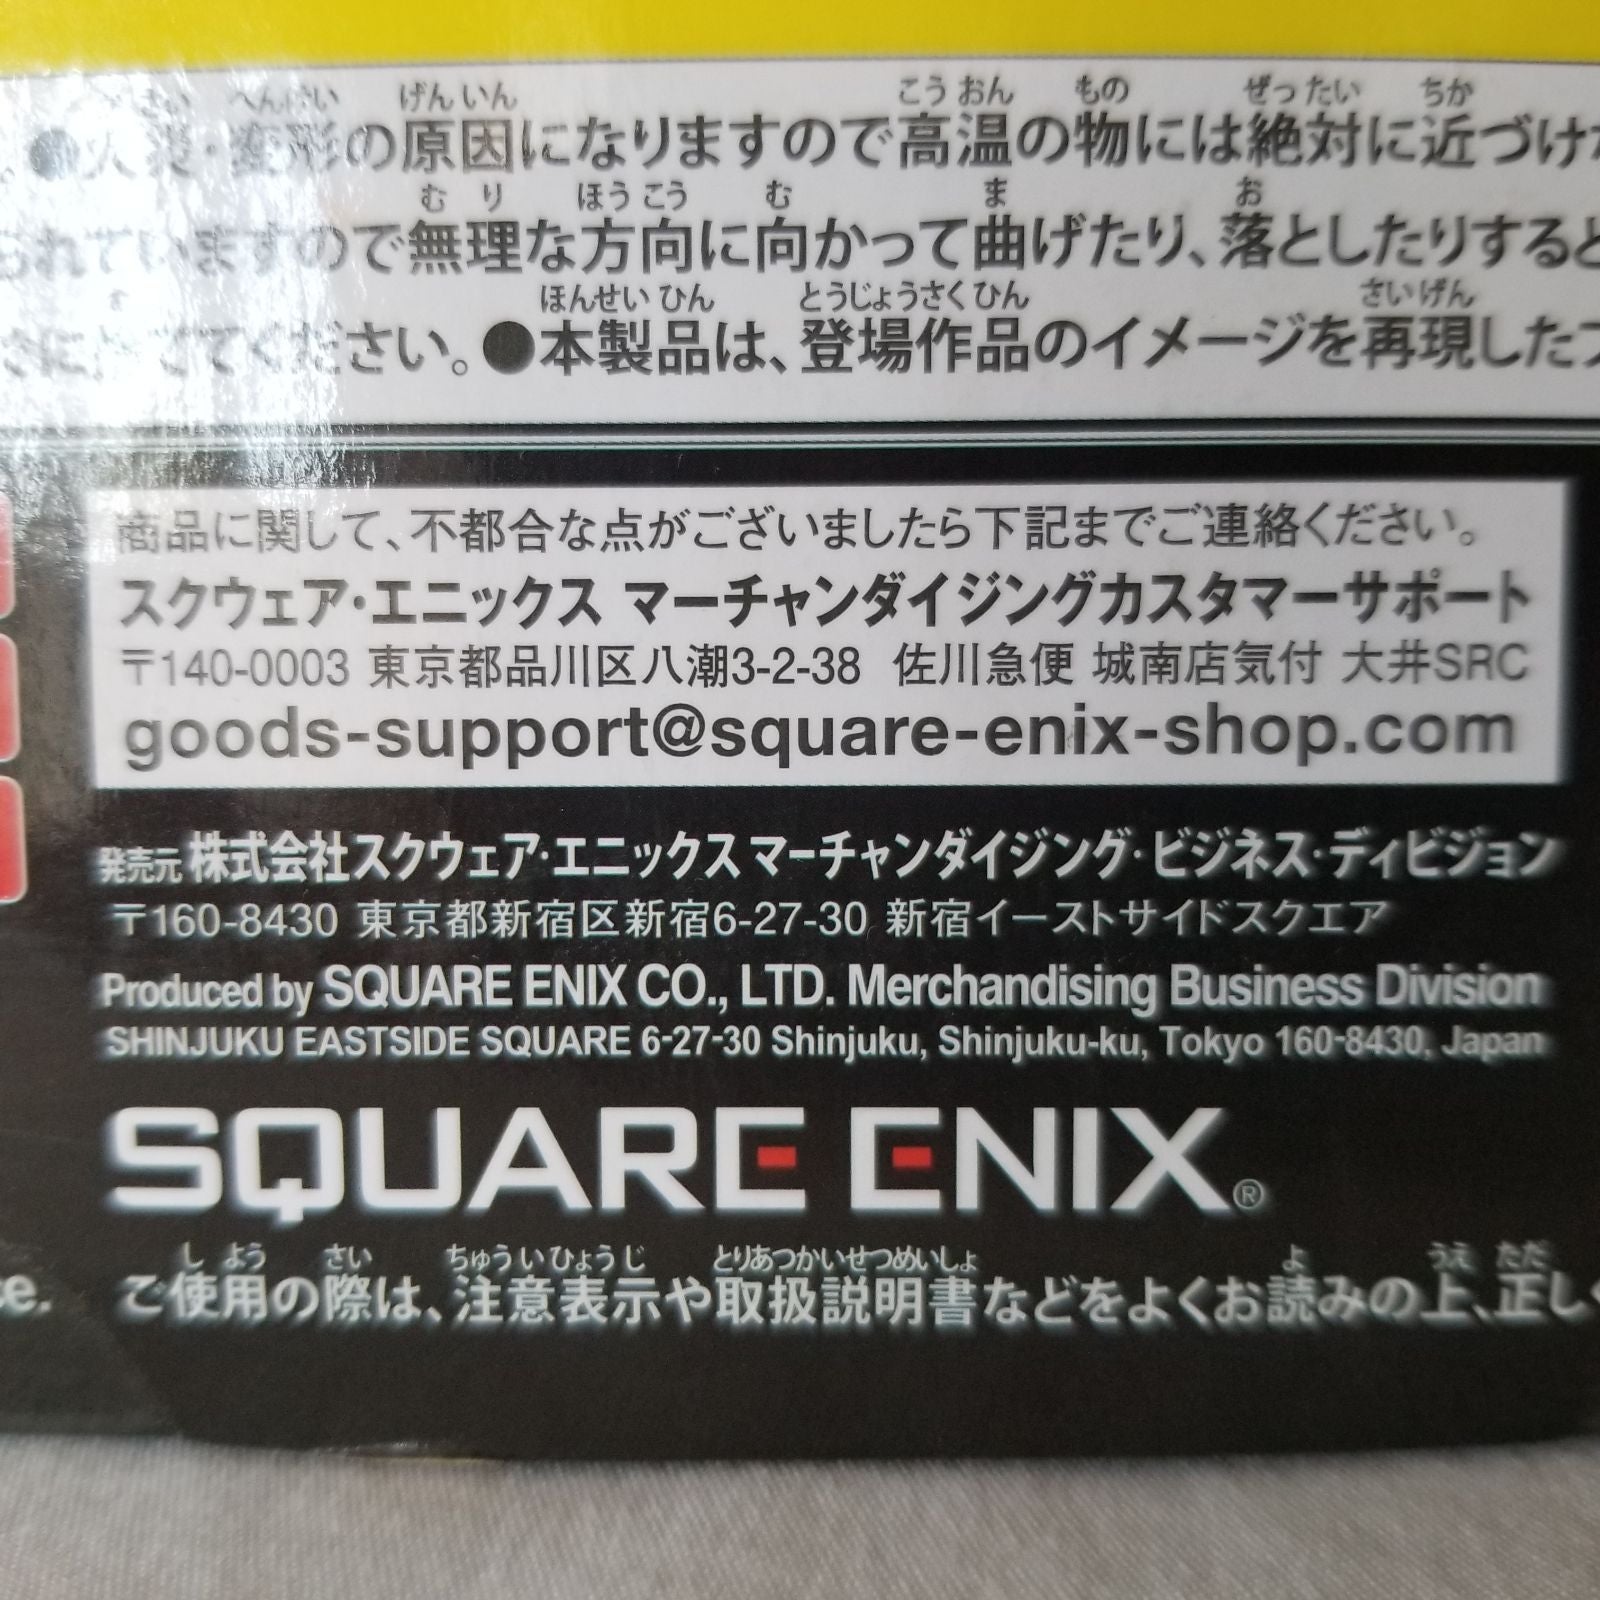 ●火災・変形の原因になりますので高温の物には絶対に近づけ
られていますので無理な方向に向かって曲げたり、落としたりすると
てください。●本製品は、登場作品のイメージを再現した
商品に関して、不都合な点がございましたら下記までご連絡ください。
スクウェア・エニックス マーチャンダイジングカスタマーサポート
〒140-0003 東京都品川区八潮3-2-38 佐川急便 城南店気付 大井SRC
goods-support@square-enix-shop.com
発売元 株式会社スクウェア・エニックス マーチャンダイジング・ビジネス・ディビジョン
〒160-8430 東京都新宿区新宿6-27-30 新宿イーストサイドスクエア
Produced by SQUARE ENIX CO., LTD. Merchandising Business Division
SHINJUKU EASTSIDE SQUARE 6-27-30 Shinjuku, Shinjuku-ku, Tokyo 160-8430, Japan
SQUARE ENIX®
ご使用の際は、注意表示や取扱説明書などをよくお読みの上、正し